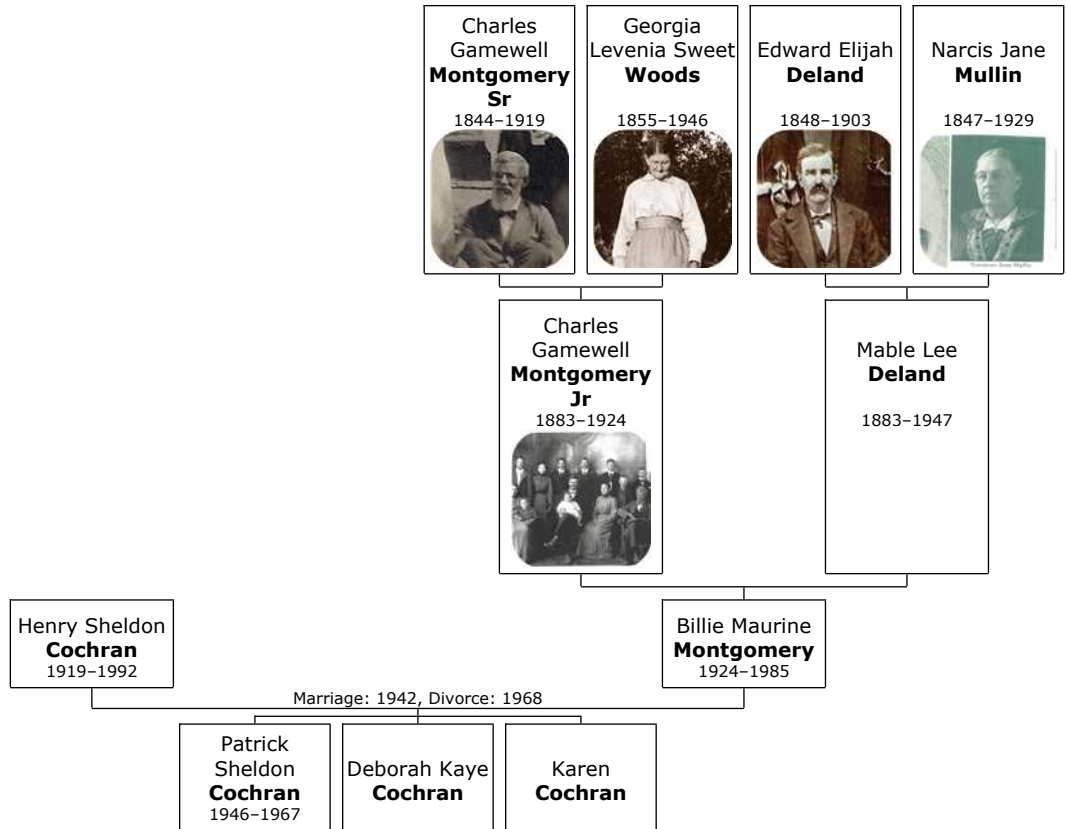 Charles
Gamewell
Montgomery
Sr
1844–1919
Georgia
Levenia Sweet
Woods
1855–1946
Edward Elijah
Deland
1848–1903
Narcis Jane
Mullin
1847–1929
Charles
Gamewell
Montgomery
Jr
1883–1924
Mable Lee
Deland
1883–1947
Henry Sheldon
Cochran
1919–1992
Billie Maurine
Montgomery
1924–1985
Marriage: 1942, Divorce: 1968
Patrick
Sheldon
Cochran
1946–1967
Deborah Kaye
Cochran
Karen
Cochran